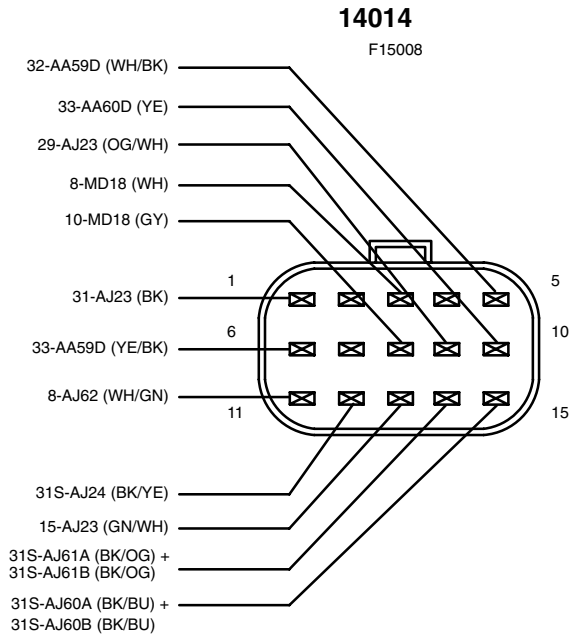 14014
F15008
32-AA59D (WH/BK)
33-AA60D (YE)
29-AJ23 (OG/WH)
8-MD18 (WH)
10-MD18 (GY)
1
5
31-AJ23 (BK)
6
10
33-AA59D (YE/BK)
8-AJ62 (WH/GN)
11
15
31S-AJ24 (BK/YE)
15-AJ23 (GN/WH)
31S-AJ61A (BK/OG) +
31S-AJ61B (BK/OG)
31S-AJ60A (BK/BU) +
31S-AJ60B (BK/BU)